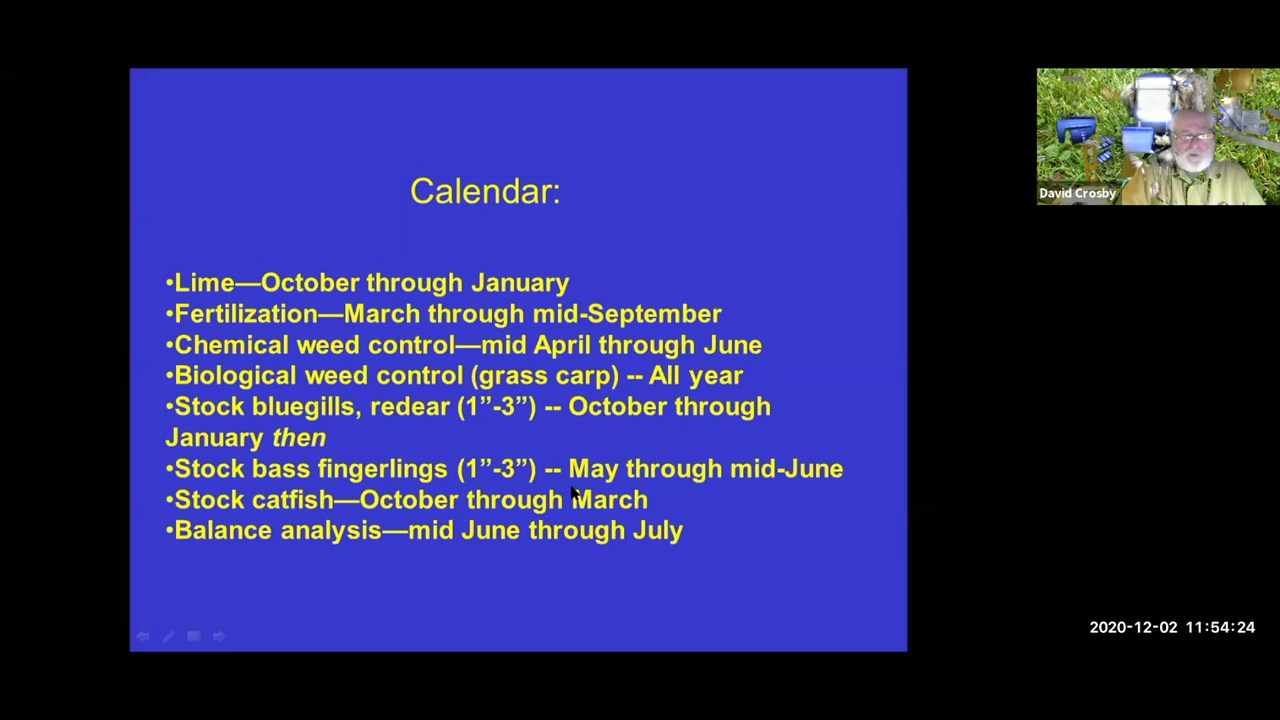 Calendar:
•Lime—October through January
•Fertilization—March through mid-September
•Chemical weed control—mid April through June
•Biological weed control (grass carp) -- All year
•Stock bluegills, redear (1”-3”) -- October through
January then
•Stock bass fingerlings (1”-3”) -- May through mid-June
•Stock catfish—October through March
•Balance analysis—mid June through July
David Crosby
2020-12-02 11:54:24